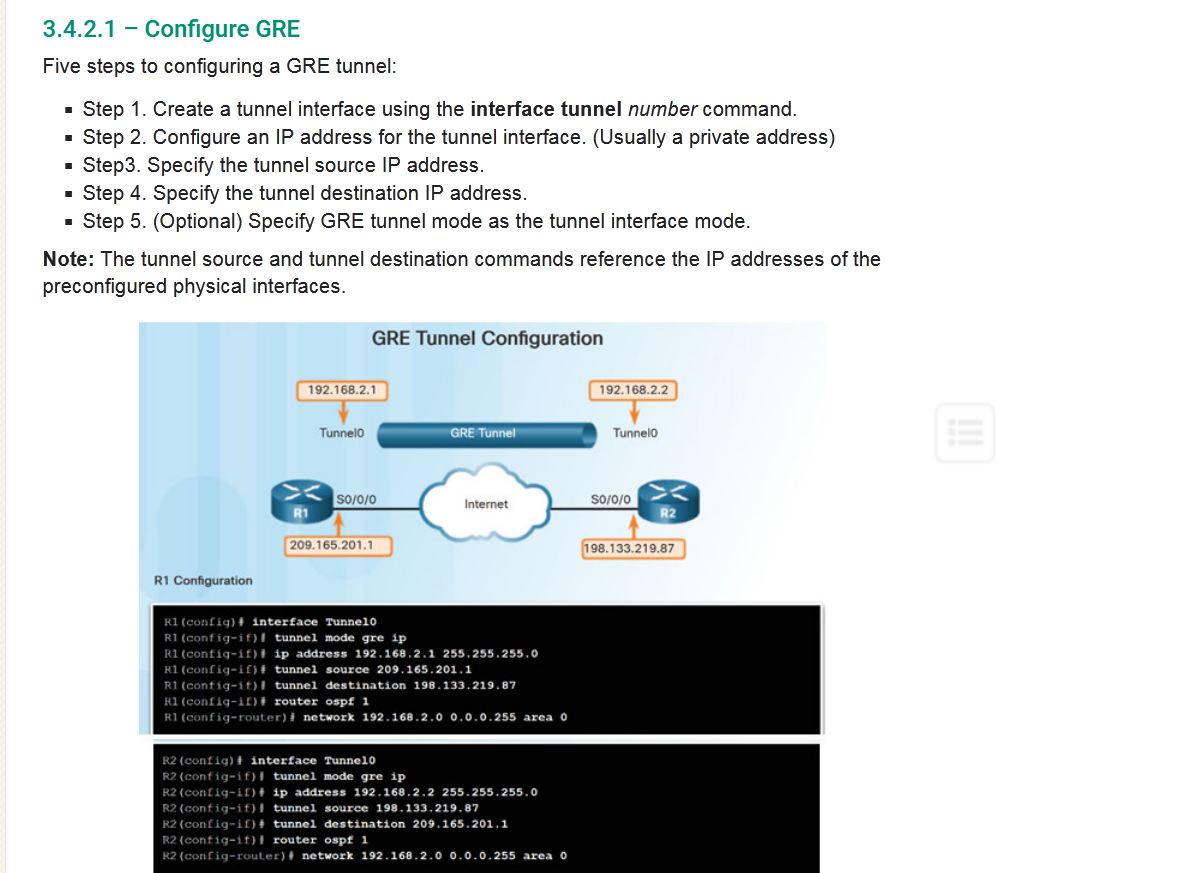 3.4.2.1 – Configure GRE
Five steps to configuring a GRE tunnel:
▪ Step 1. Create a tunnel interface using the interface tunnel number command.
▪ Step 2. Configure an IP address for the tunnel interface. (Usually a private address)
▪ Step3. Specify the tunnel source IP address.
▪ Step 4. Specify the tunnel destination IP address.
▪ Step 5. (Optional) Specify GRE tunnel mode as the tunnel interface mode.
Note: The tunnel source and tunnel destination commands reference the IP addresses of the
preconfigured physical interfaces.
GRE Tunnel Configuration
192.168.2.1
192.168.2.2
Tunnel0
GRE Tunnel
Tunnel0
R1
S0/0/0
Internet
S0/0/0
R2
209.165.201.1
198.133.219.87
R1 Configuration
R1(config)# interface Tunnel0
R1(config-if)# tunnel mode gre ip
R1(config-if)# ip address 192.168.2.1 255.255.255.0
R1(config-if)# tunnel source 209.165.201.1
R1(config-if)# tunnel destination 198.133.219.87
R1(config-if)# router ospf 1
R1(config-router)# network 192.168.2.0 0.0.0.255 area 0
R2(config)# interface Tunnel0
R2(config-if)# tunnel mode gre ip
R2(config-if)# ip address 192.168.2.2 255.255.255.0
R2(config-if)# tunnel source 198.133.219.87
R2(config-if)# tunnel destination 209.165.201.1
R2(config-if)# router ospf 1
R2(config-router)# network 192.168.2.0 0.0.0.255 area 0